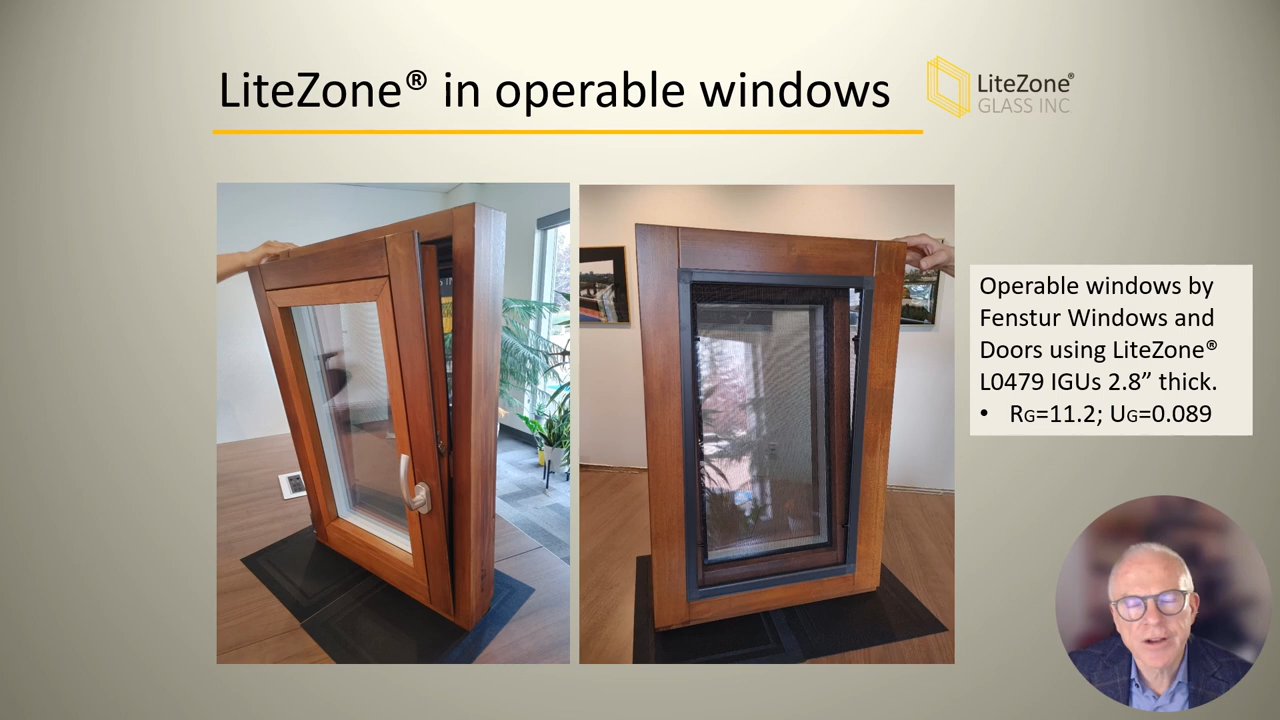 LiteZone® in operable windows
LiteZone®
GLASS INC
Operable windows by
Fenstur Windows and
Doors using LiteZone®
L0479 IGUs 2.8” thick.
• RG=11.2; UG=0.089